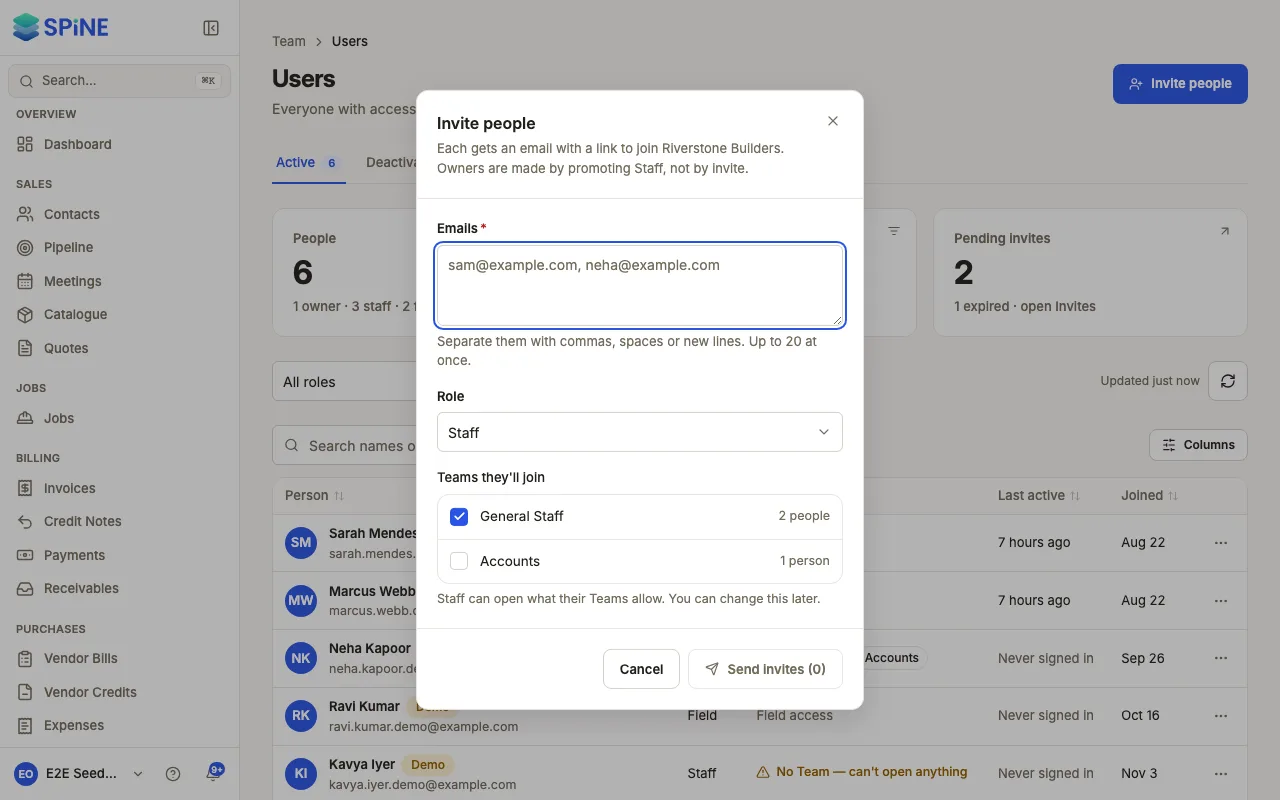 SPiNE
Search...
⌘K
OVERVIEW
Dashboard
SALES
Contacts
Pipeline
Meetings
Catalogue
Quotes
JOBS
Jobs
BILLING
Invoices
Credit Notes
Payments
Receivables
PURCHASES
Vendor Bills
Vendor Credits
Expenses
EO
E2E Seed...
9+
Team > Users
Users
Everyone with access
Invite people
Active 6
People
6
1 owner · 3 staff · 2
Pending invites
2
1 expired · open Invites
All roles
Updated just now
Search names
Columns
Person
Last active
Joined
SM
Sarah Mendes
sarah.mendes.
7 hours ago
Aug 22
MW
Marcus Webb
7 hours ago
Aug 22
NK
Neha Kapoor
Accounts
Never signed in
Sep 26
RK
Ravi Kumar
ravi.kumar.demo@example.com
Field
Field access
Never signed in
Oct 16
KI
Kavya Iyer
Demo
kavya.iyer.demo@example.com
Staff
No Team — can't open anything
Never signed in
Nov 3
Invite people
Each gets an email with a link to join Riverstone Builders.
Owners are made by promoting Staff, not by invite.
Emails *
sam@example.com, neha@example.com
Separate them with commas, spaces or new lines. Up to 20 at
once.
Role
Staff
Teams they'll join
General Staff
2 people
Accounts
1 person
Staff can open what their Teams allow. You can change this later.
Cancel
Send invites (0)